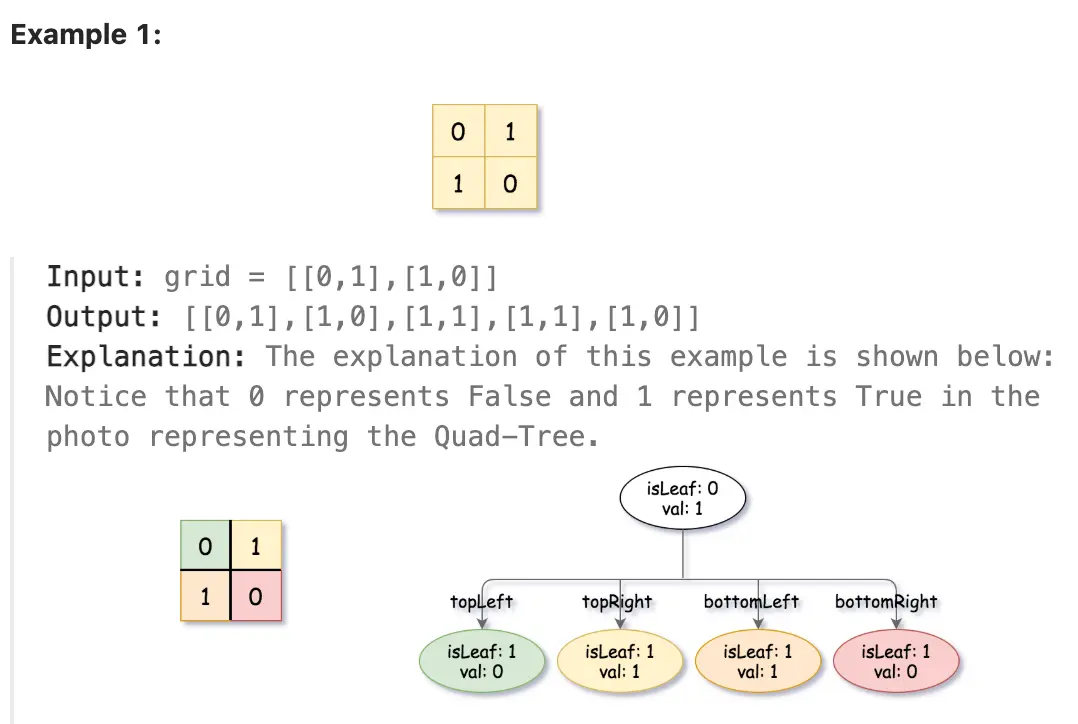 Example 1:
0 1
1 0
Input: grid = [[0,1],[1,0]]
Output: [[0,1],[1,0],[1,1],[1,1],[1,0]]
Explanation: The explanation of this example is shown below:
Notice that 0 represents False and 1 represents True in the
photo representing the Quad-Tree.
isLeaf: 0
val: 1
0 1
1 0
topLeft topRight bottomLeft bottomRight
isLeaf: 1 isLeaf: 1 isLeaf: 1 isLeaf: 1
val: 0 val: 1 val: 1 val: 0